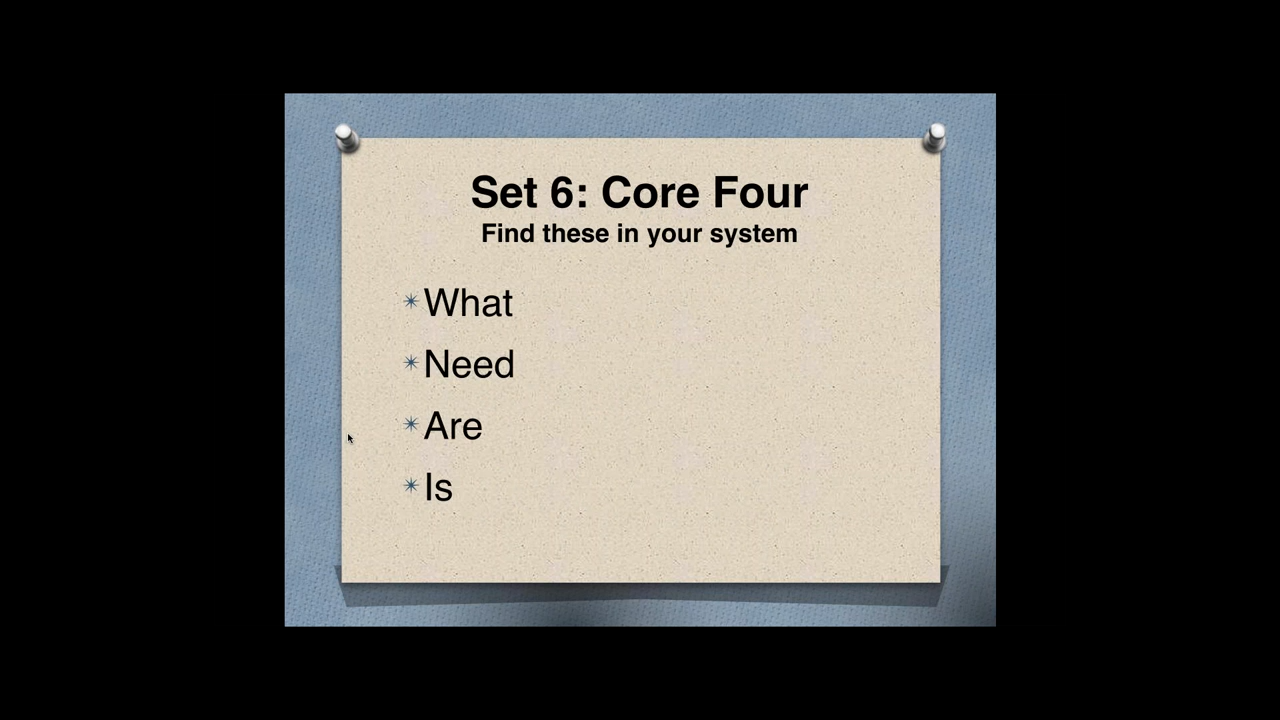 Set 6: Core Four
Find these in your system
What
Need
Are
Is